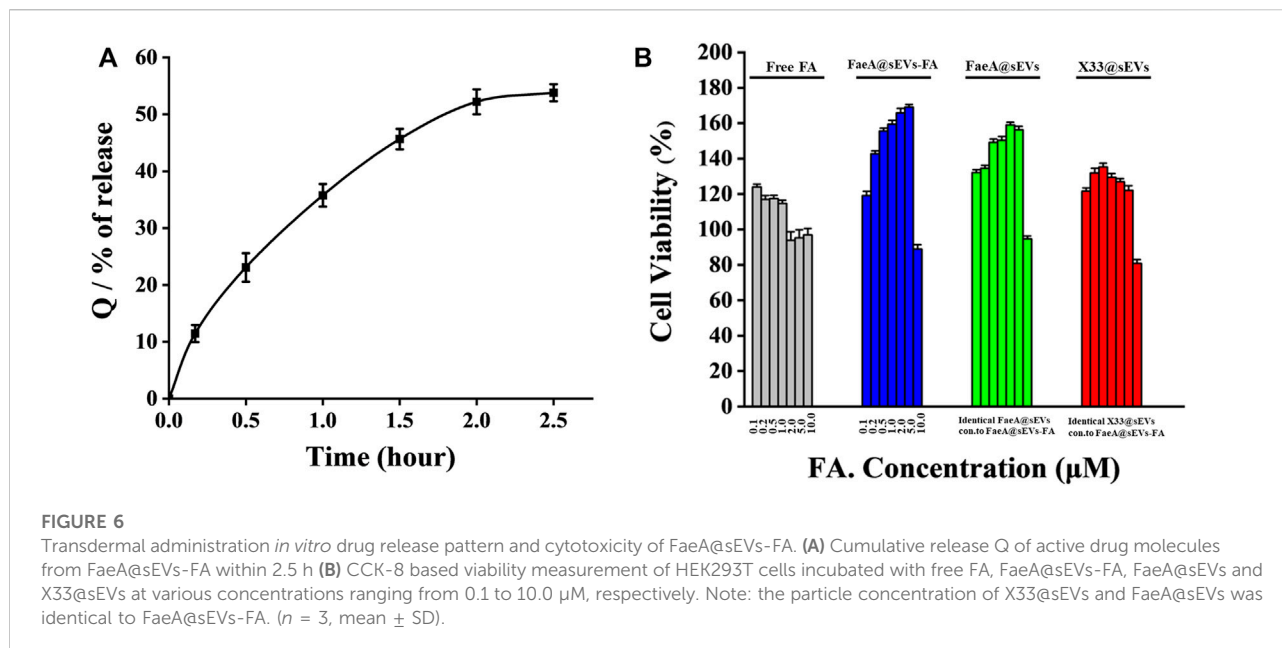 A
60
50
40
30
20
10
0
Q / % of release
0.0 0.5 1.0 1.5 2.0 2.5
Time (hour)
B
200
180
160
140
120
100
80
60
40
20
0
Cell Viability (%)
Free FA FaeA@sEVs-FA FaeA@sEVs X33@sEVs
0.1 0.2 0.5 1.0 2.0 5.0 10.0
0.1 0.2 0.5 1.0 2.0 5.0 10.0
Identical FaeA@sEVs
con.to FaeA@sEVs-FA
Identical X33@sEVs
con.to FaeA@sEVs-FA
FA. Concentration (μM)
FIGURE 6
Transdermal administration in vitro drug release pattern and cytotoxicity of FaeA@sEVs-FA. (A) Cumulative release Q of active drug molecules
from FaeA@sEVs-FA within 2.5 h (B) CCK-8 based viability measurement of HEK293T cells incubated with free FA, FaeA@sEVs-FA, FaeA@sEVs and
X33@sEVs at various concentrations ranging from 0.1 to 10.0 μM, respectively. Note: the particle concentration of X33@sEVs and FaeA@sEVs was
identical to FaeA@sEVs-FA. (n = 3, mean ± SD).